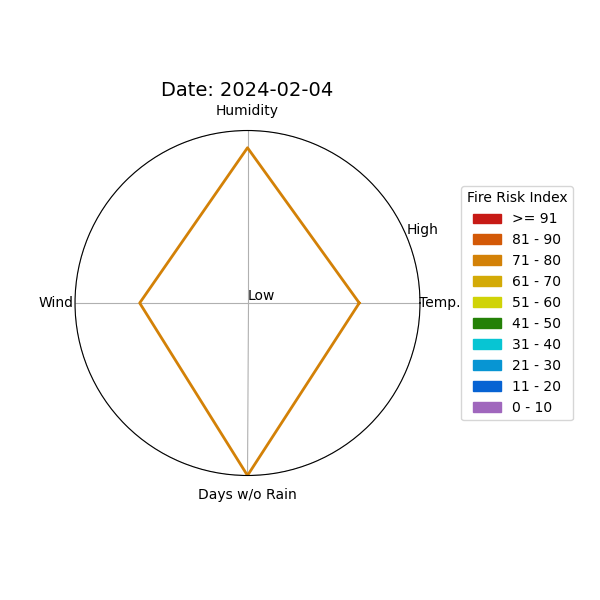 Date: 2024-02-04
Humidity
High
Low
Wind
Temp.
Days w/o Rain
Fire Risk Index
>= 91
81 - 90
71 - 80
61 - 70
51 - 60
41 - 50
31 - 40
21 - 30
11 - 20
0 - 10